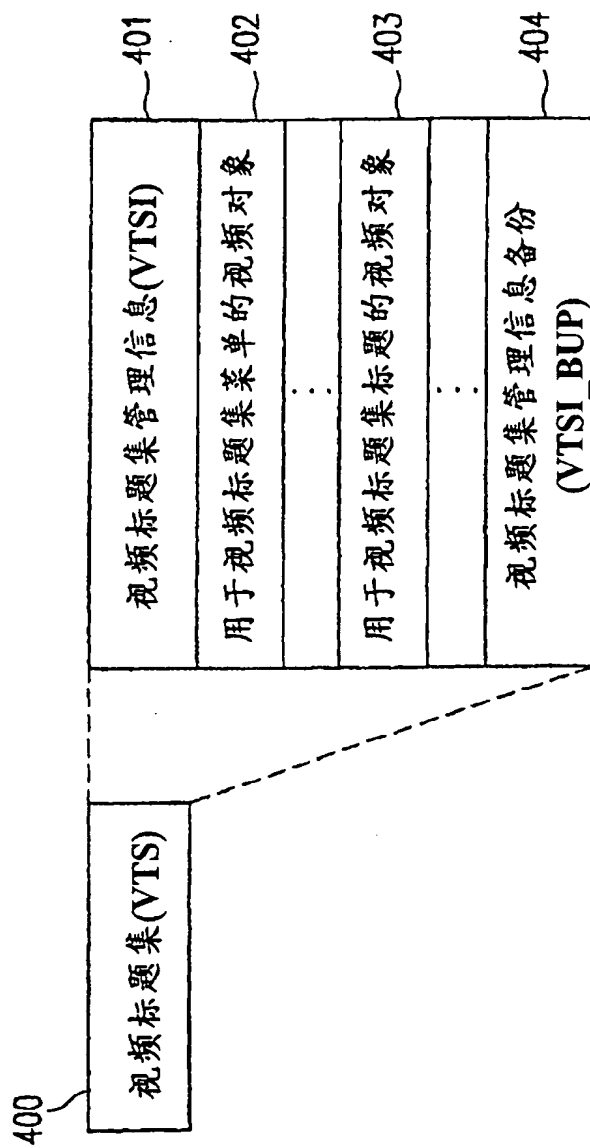 400
视频标题集(VTS)
视频标题集管理信息(VTSI)
401
用于视频标题集菜单的视频对象
402
⋮
用于视频标题集标题的视频对象
403
⋮
视频标题集管理信息备份
(VTSI_BUP)
404